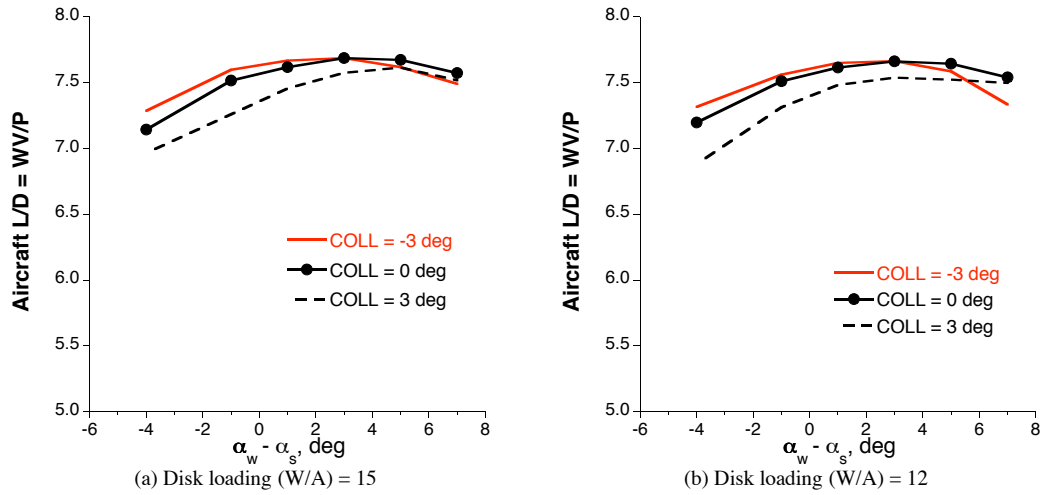 8.0
7.5
7.0
6.5
6.0
5.5
5.0
-6
-4
-2
0
2
4
6
8
Aircraft L/D = WV/P
COLL = -3 deg
COLL = 0 deg
COLL = 3 deg
α_w - α_s, deg
(a) Disk loading (W/A) = 15
8.0
7.5
7.0
6.5
6.0
5.5
5.0
-6
-4
-2
0
2
4
6
8
Aircraft L/D = WV/P
COLL = -3 deg
COLL = 0 deg
COLL = 3 deg
α_w - α_s, deg
(b) Disk loading (W/A) = 12